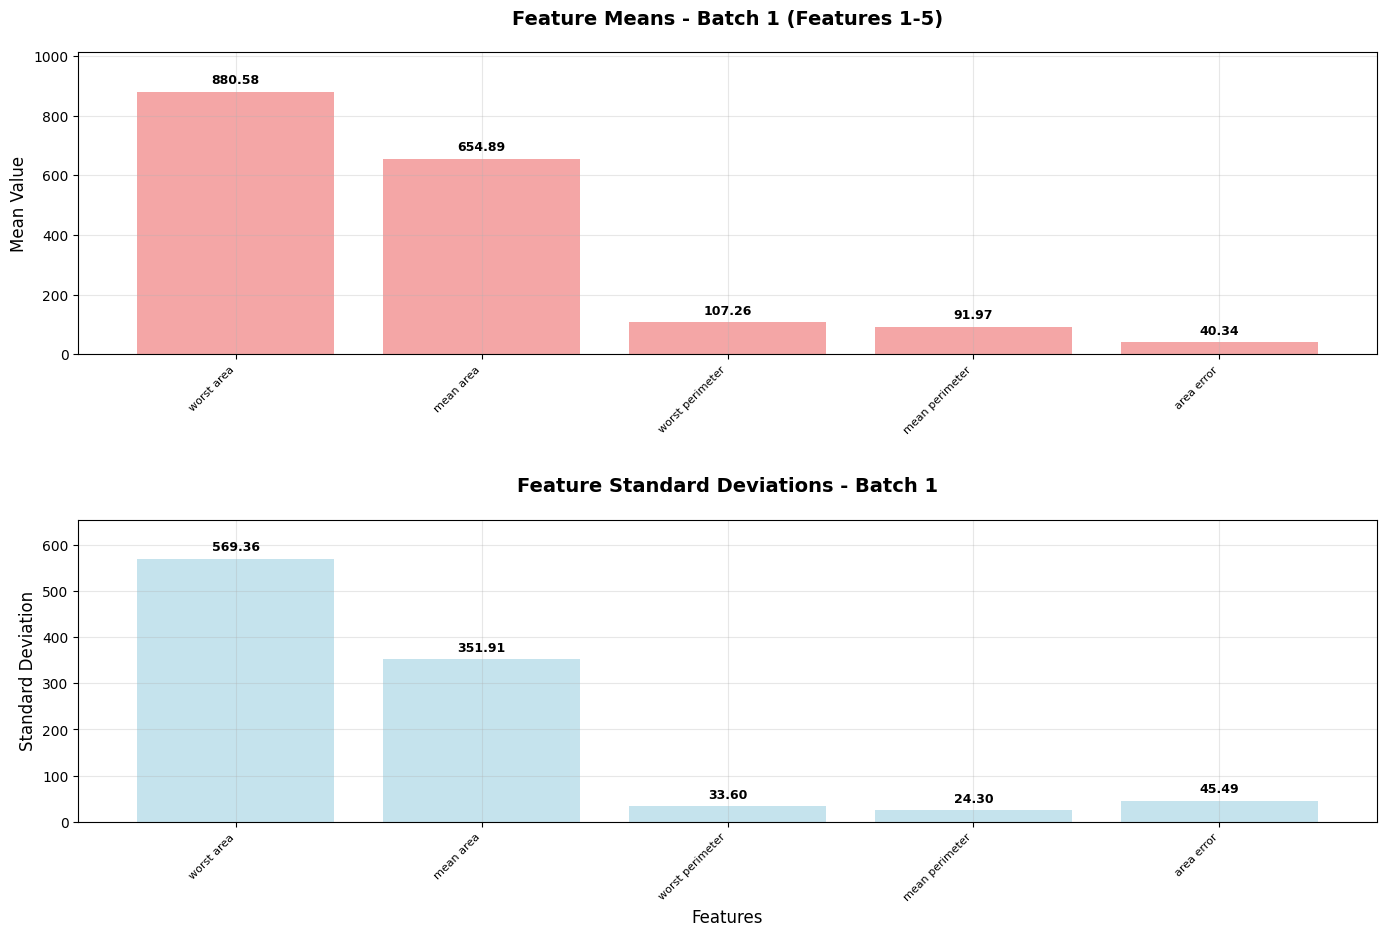 Feature Means - Batch 1 (Features 1-5)
Mean Value
1000
800
600
400
200
0
880.58
654.89
107.26
91.97
40.34
worst area
mean area
worst perimeter
mean perimeter
area error
Feature Standard Deviations - Batch 1
Standard Deviation
600
500
400
300
200
100
0
569.36
351.91
33.60
24.30
45.49
worst area
mean area
worst perimeter
mean perimeter
area error
Features